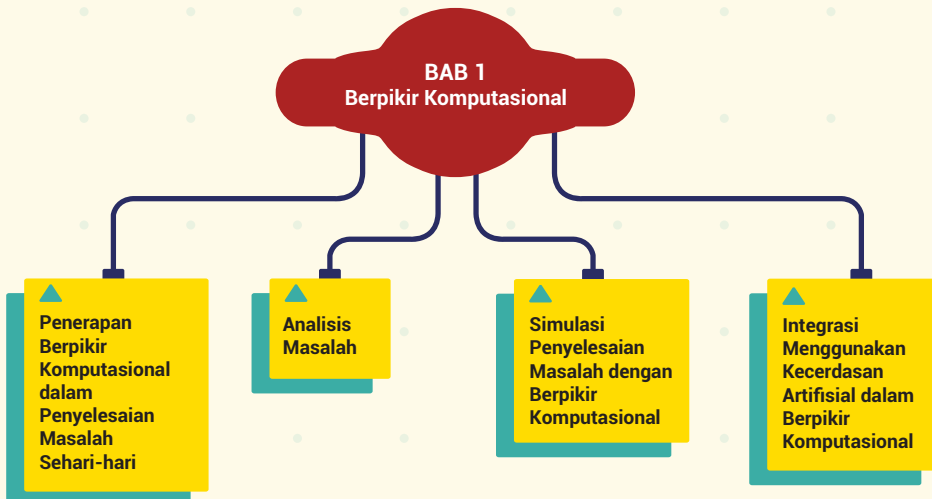 BAB 1
Berpikir Komputasional
Penerapan
Berpikir
Komputasional
dalam
Penyelesaian
Masalah
Sehari-hari
Analisis
Masalah
Simulasi
Penyelesaian
Masalah dengan
Berpikir
Komputasional
Integrasi
Menggunakan
Kecerdasan
Artifisial dalam
Berpikir
Komputasional